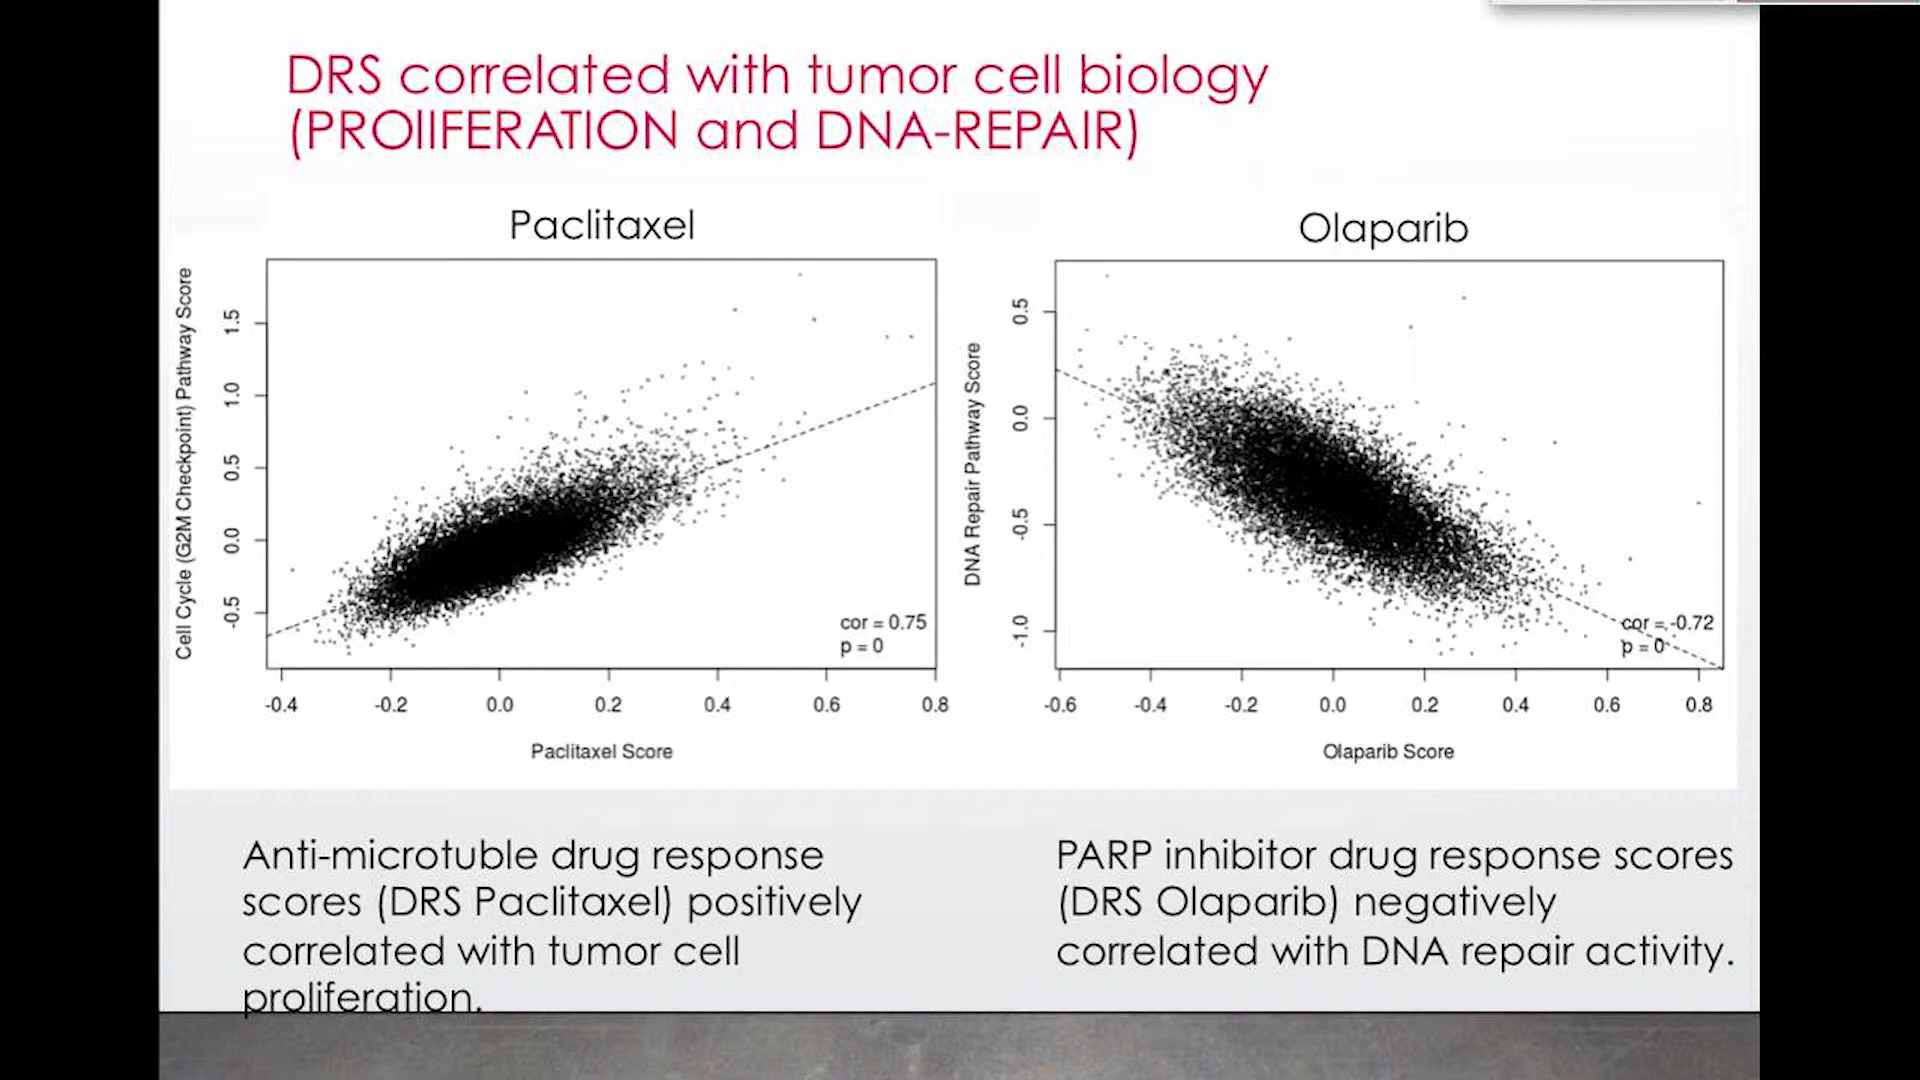 DRS correlated with tumor cell biology
(PROlIFERATION and DNA-REPAIR)
Paclitaxel
Cell Cycle (G2M Checkpoint) Pathway Score
1.5
1.0
0.5
0.0
-0.5
cor = 0.75
p = 0
-0.4 -0.2 0.0 0.2 0.4 0.6 0.8
Paclitaxel Score
Olaparib
DNA Repair Pathway Score
0.5
0.0
-0.5
-1.0
cor = -0.72
p = 0
-0.6 -0.4 -0.2 0.0 0.2 0.4 0.6 0.8
Olaparib Score
Anti-microtuble drug response
scores (DRS Paclitaxel) positively
correlated with tumor cell
proliferation.
PARP inhibitor drug response scores
(DRS Olaparib) negatively
correlated with DNA repair activity.